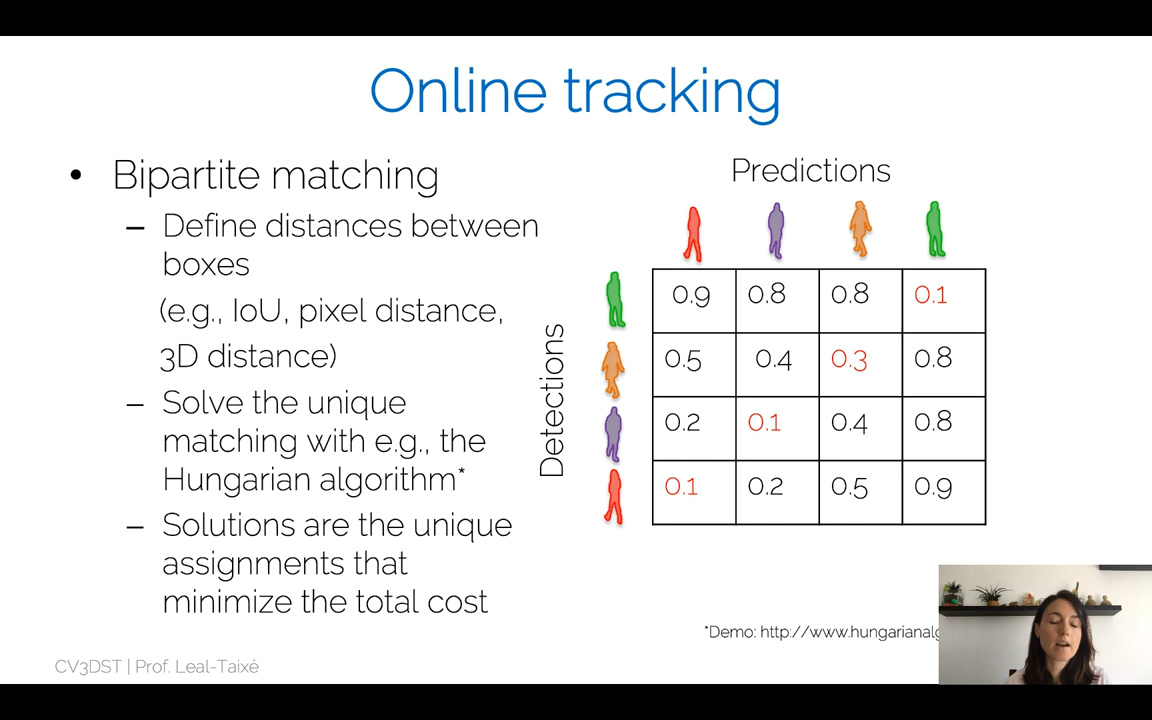 Online tracking
• Bipartite matching
– Define distances between
boxes
(e.g., IoU, pixel distance,
3D distance)
– Solve the unique
matching with e.g., the
Hungarian algorithm*
– Solutions are the unique
assignments that
minimize the total cost
Predictions
Detections
0.9 0.8 0.8 0.1
0.5 0.4 0.3 0.8
0.2 0.1 0.4 0.8
0.1 0.2 0.5 0.9
*Demo: http://www.hungarianalg
CV3DST | Prof. Leal-Taixé